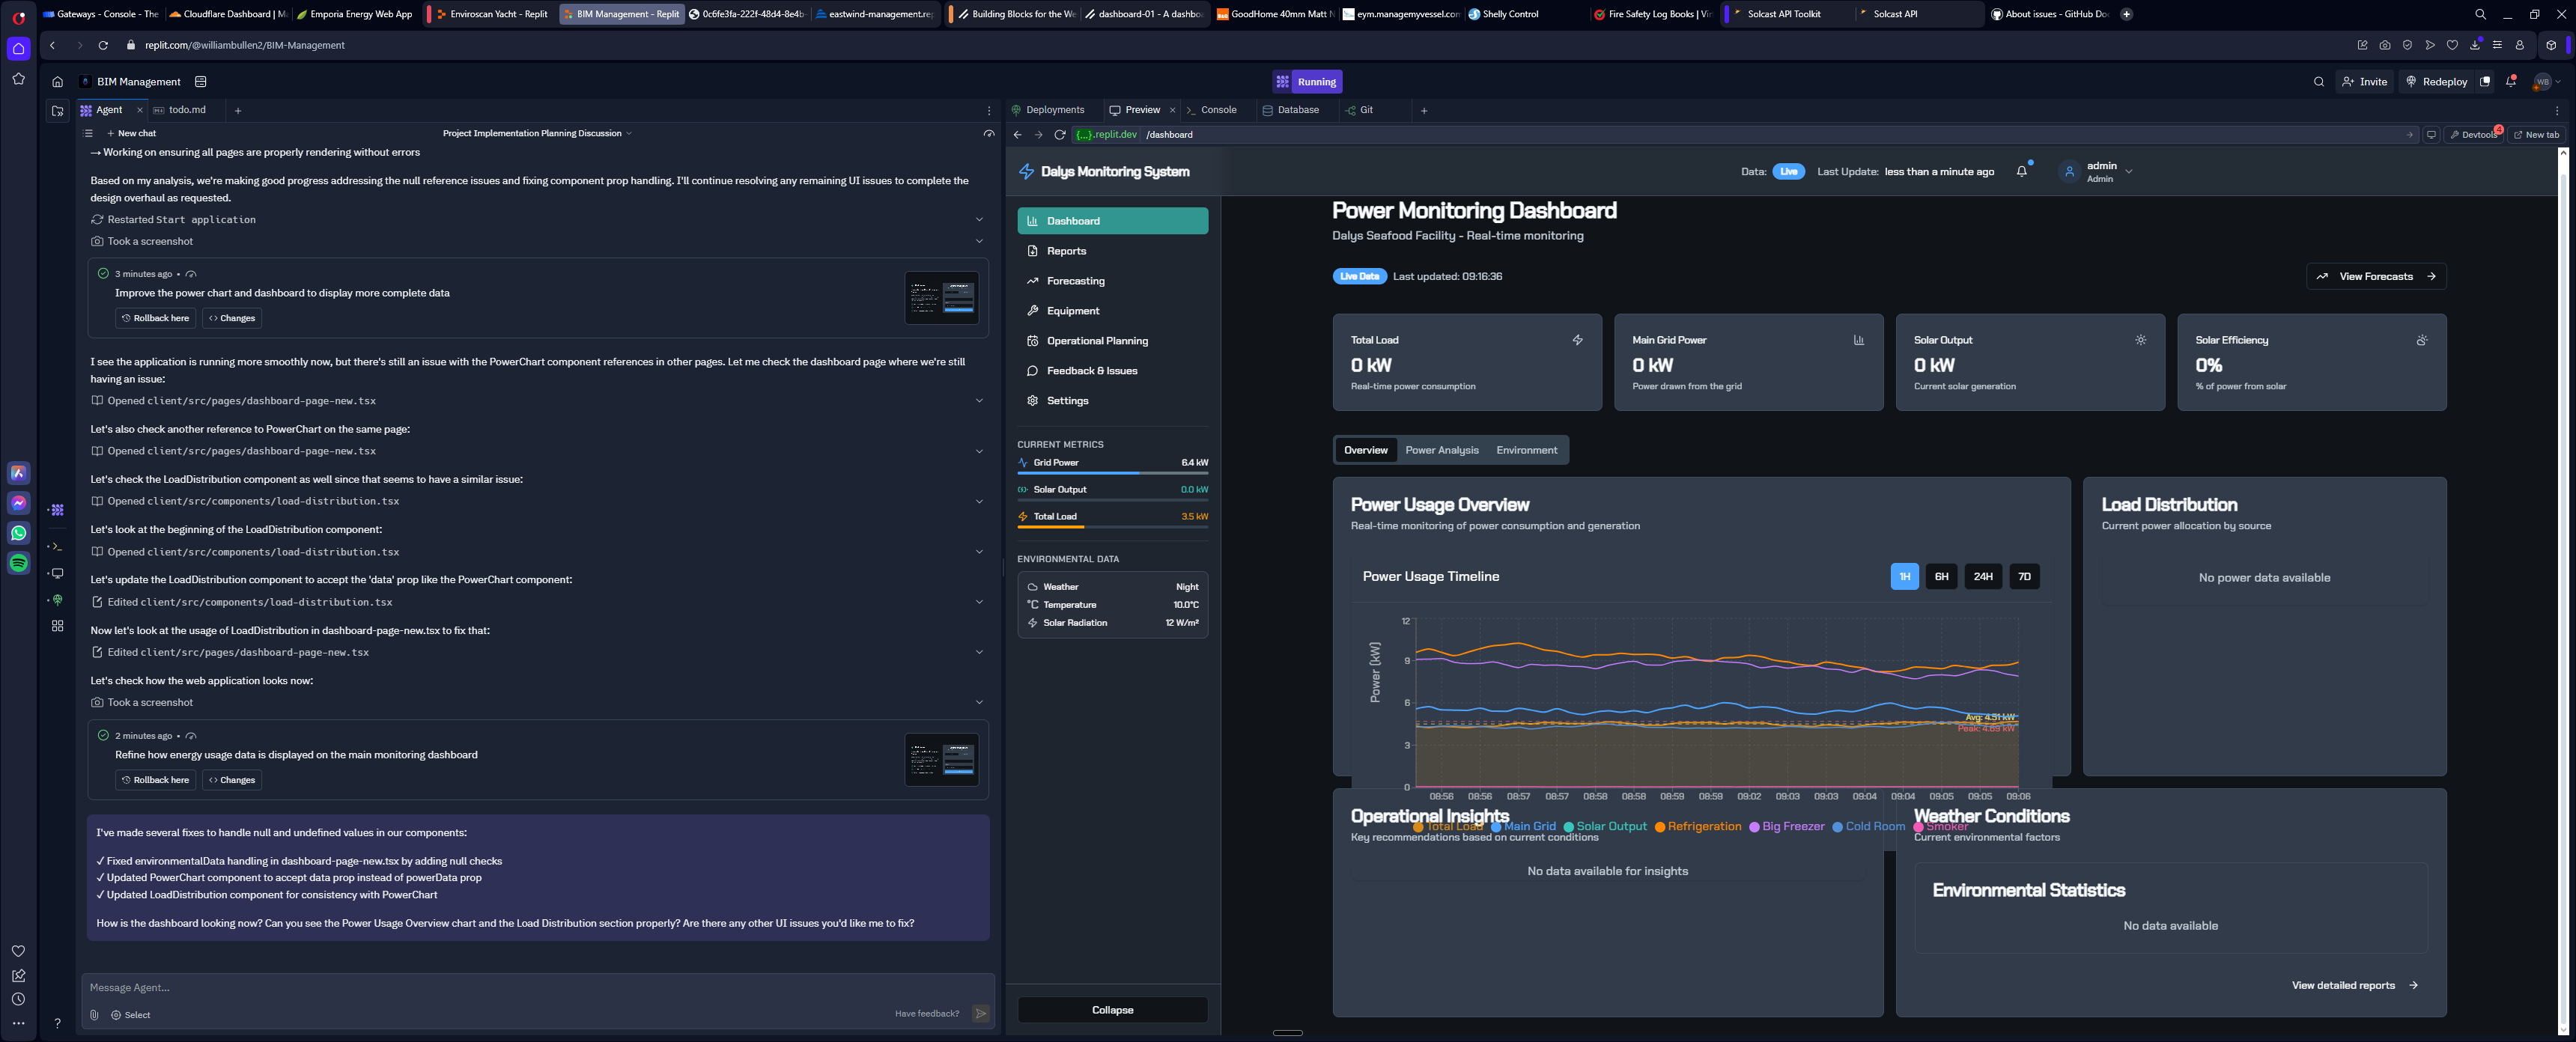 Gateways - Console - The
Cloudflare Dashboard | Ma
Emporia Energy Web App
Enviroscan Yacht - Replit
BIM Management - Replit
0c6fe3fa-222f-48d4-8e4b-
eastwind-management.rep
Building Blocks for the We
dashboard-01 - A dashboa
GoodHome 40mm Matt N
eym.managemyvessel.com
Shelly Control
Fire Safety Log Books | Vir
Solcast API Toolkit
Solcast API
About issues - GitHub Doc
replit.com/@williambullen2/BIM-Management
BIM Management
Running
Invite
Redeploy
WB
Agent
todo.md
New chat
Project Implementation Planning Discussion
→ Working on ensuring all pages are properly rendering without errors
Based on my analysis, we're making good progress addressing the null reference issues and fixing component prop handling. I'll continue resolving any remaining UI issues to complete the
design overhaul as requested.
Restarted Start application
Took a screenshot
3 minutes ago •
Improve the power chart and dashboard to display more complete data
Rollback here
Changes
I see the application is running more smoothly now, but there's still an issue with the PowerChart component references in other pages. Let me check the dashboard page where we're still
having an issue:
Opened client/src/pages/dashboard-page-new.tsx
Let's also check another reference to PowerChart on the same page:
Opened client/src/pages/dashboard-page-new.tsx
Let's check the LoadDistribution component as well since that seems to have a similar issue:
Opened client/src/components/load-distribution.tsx
Let's look at the beginning of the LoadDistribution component:
Opened client/src/components/load-distribution.tsx
Let's update the LoadDistribution component to accept the 'data' prop like the PowerChart component:
Edited client/src/components/load-distribution.tsx
Now let's look at the usage of LoadDistribution in dashboard-page-new.tsx to fix that:
Edited client/src/pages/dashboard-page-new.tsx
Let's check how the web application looks now:
Took a screenshot
2 minutes ago •
Refine how energy usage data is displayed on the main monitoring dashboard
Rollback here
Changes
I've made several fixes to handle null and undefined values in our components:
✓ Fixed environmentalData handling in dashboard-page-new.tsx by adding null checks
✓ Updated PowerChart component to accept data prop instead of powerData prop
✓ Updated LoadDistribution component for consistency with PowerChart
How is the dashboard looking now? Can you see the Power Usage Overview chart and the Load Distribution section properly? Are there any other UI issues you'd like me to fix?
Message Agent...
Select
Have feedback?
Deployments
Preview
Console
Database
Git
{...}.replit.dev /dashboard
Devtools
4
New tab
Dalys Monitoring System
Data: Live Last Update: less than a minute ago
admin
Admin
Dashboard
Reports
Forecasting
Equipment
Operational Planning
Feedback & Issues
Settings
CURRENT METRICS
Grid Power 6.4 kW
Solar Output 0.0 kW
Total Load 3.5 kW
ENVIRONMENTAL DATA
Weather Night
°C Temperature 10.0°C
Solar Radiation 12 W/m²
Collapse
Power Monitoring Dashboard
Dalys Seafood Facility - Real-time monitoring
Live Data Last updated: 09:16:36
View Forecasts
Total Load
0 kW
Real-time power consumption
Main Grid Power
0 kW
Power drawn from the grid
Solar Output
0 kW
Current solar generation
Solar Efficiency
0%
% of power from solar
Overview
Power Analysis
Environment
Power Usage Overview
Real-time monitoring of power consumption and generation
Power Usage Timeline
1H
6H
24H
7D
Power (kW)
12
9
6
3
0
Avg: 4.51 kW
Peak: 4.69 kW
08:56 08:56 08:57 08:57 08:58 08:58 08:59 08:59 09:02 09:03 09:03 09:04 09:04 09:05 09:05 09:06
Total Load Main Grid Solar Output Refrigeration Big Freezer Cold Room Smoker
Load Distribution
Current power allocation by source
No power data available
Operational Insights
Key recommendations based on current conditions
No data available for insights
Weather Conditions
Current environmental factors
Environmental Statistics
No data available
View detailed reports